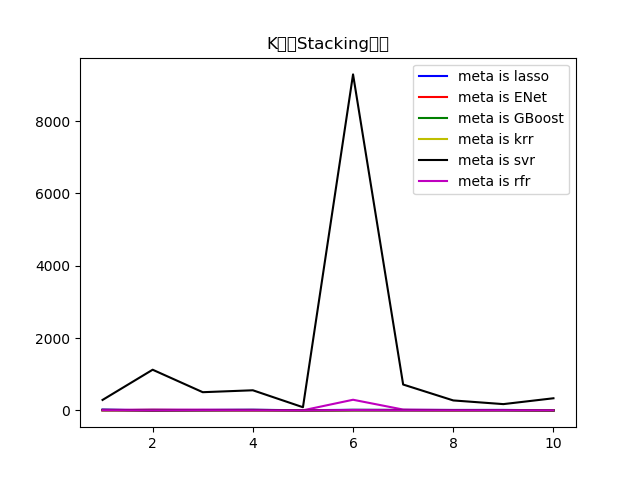 KStacking
8000
6000
4000
2000
0
2
4
6
8
10
meta is lasso
meta is ENet
meta is GBoost
meta is krr
meta is svr
meta is rfr